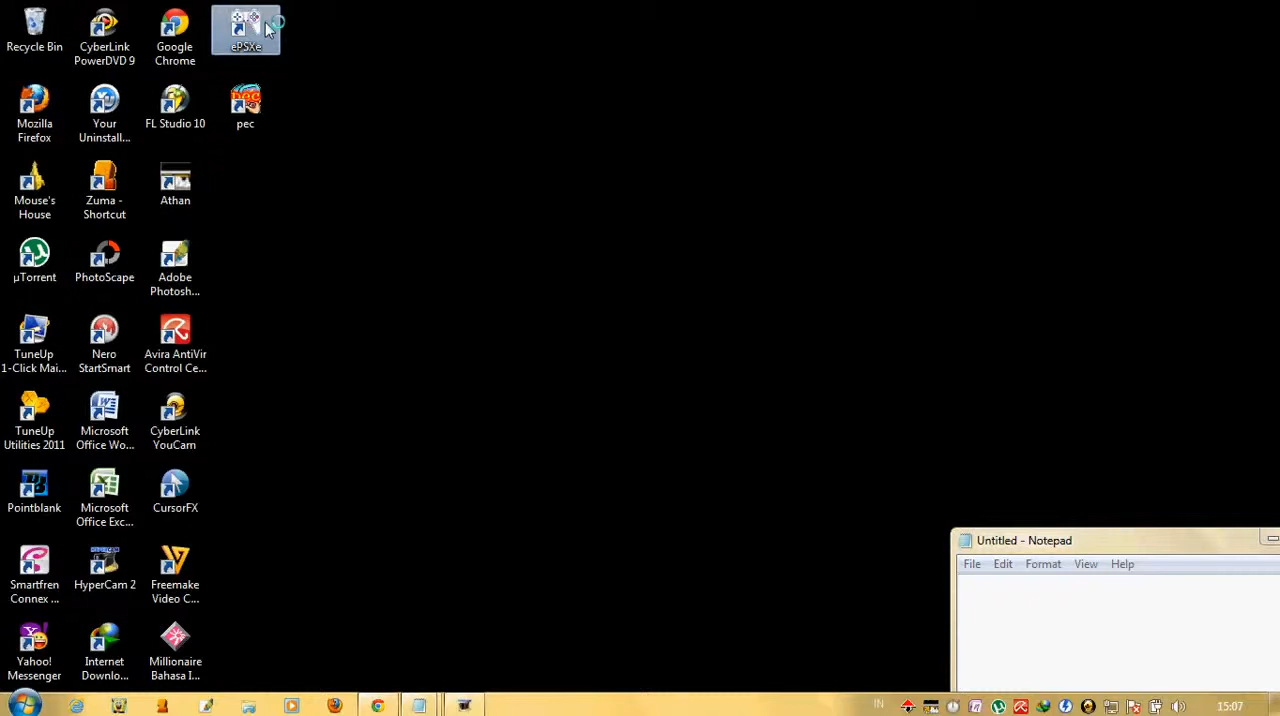 Recycle Bin
CyberLink
PowerDVD 9
Google
Chrome
ePSXe
Mozilla
Firefox
Your
Uninstall...
FL Studio 10
pec
pec
Mouse's
House
Zuma -
Shortcut
Athan
µTorrent
PhotoScape
Adobe
Photosh...
TuneUp
1-Click Mai...
Nero
StartSmart
Avira AntiVir
Control Ce...
TuneUp
Utilities 2011
Microsoft
Office Wo...
CyberLink
YouCam
Pointblank
Microsoft
Office Exc...
CursorFX
Smartfren
Connex ...
HYPERCAM
HyperCam 2
Freemake
Video C...
Yahoo!
Messenger
Internet
Downlo...
Millionaire
Bahasa I...
Untitled - Notepad
File Edit Format View Help
IN
15:07